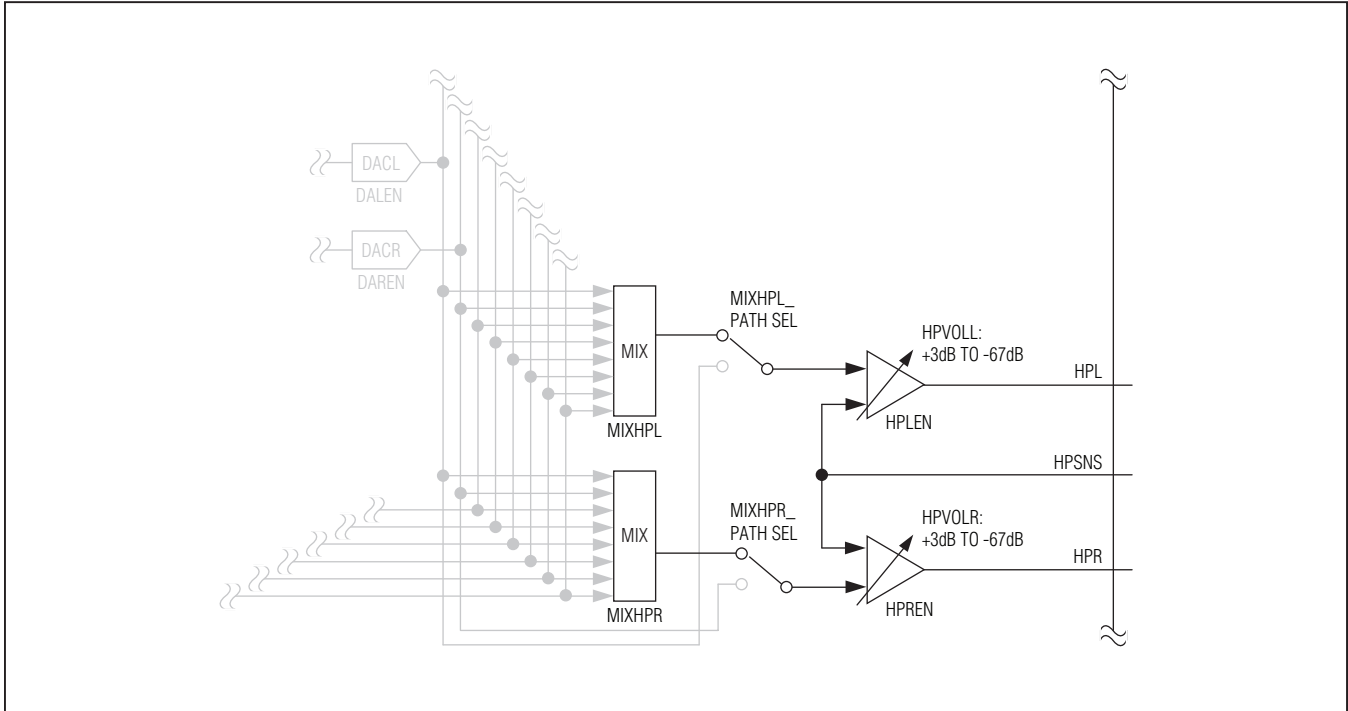 DACL
DALEN
DACR
DAREN
MIX
MIXHPL
MIXHPL_
PATH SEL
HPVOLL:
+3dB TO -67dB
HPLEN
HPL
HPSNS
MIX
MIXHPR
MIXHPR_
PATH SEL
HPVOLR:
+3dB TO -67dB
HPREN
HPR